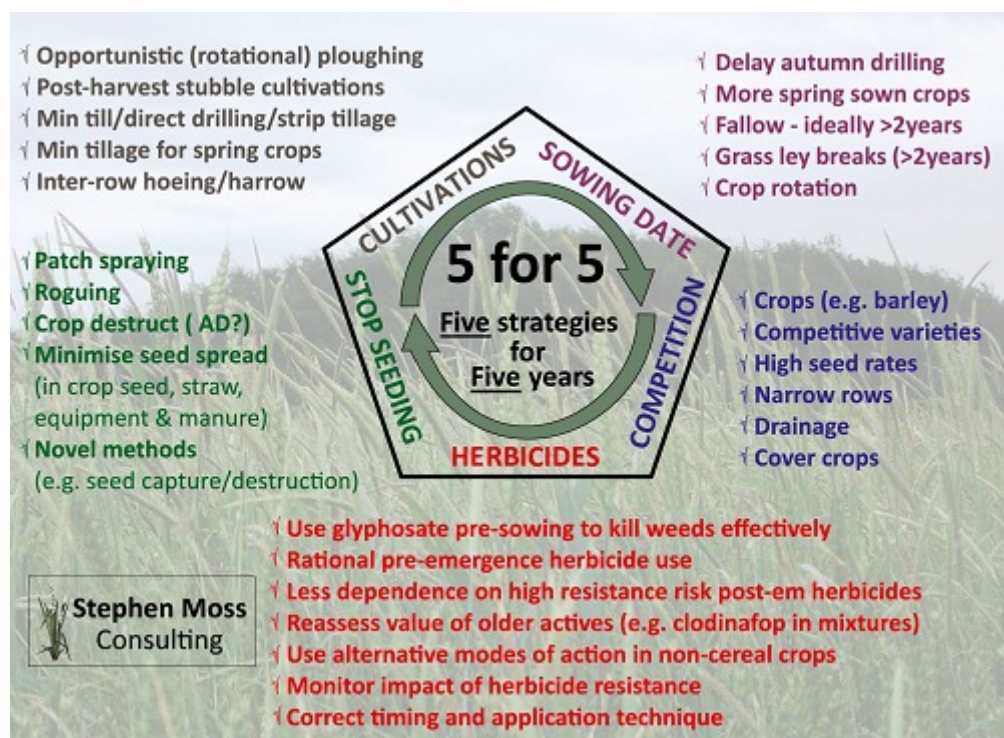 Opportunistic (rotational) ploughing
Post-harvest stubble cultivations
Min till/direct drilling/strip tillage
Min tillage for spring crops
Inter-row hoeing/harrow
Delay autumn drilling
More spring sown crops
Fallow - ideally >2years
Grass ley breaks (>2years)
Crop rotation
CULTIVATIONS
SOWING DATE
STOP SEEDING
COMPETITION
HERBICIDES
5 for 5
Five strategies
for
Five years
Patch spraying
Roguing
Crop destruct ( AD?)
Minimise seed spread
(in crop seed, straw,
equipment & manure)
Novel methods
(e.g. seed capture/destruction)
Crops (e.g. barley)
Competitive varieties
High seed rates
Narrow rows
Drainage
Cover crops
Use glyphosate pre-sowing to kill weeds effectively
Rational pre-emergence herbicide use
Less dependence on high resistance risk post-em herbicides
Reassess value of older actives (e.g. clodinafop in mixtures)
Use alternative modes of action in non-cereal crops
Monitor impact of herbicide resistance
Correct timing and application technique
Stephen Moss
Consulting